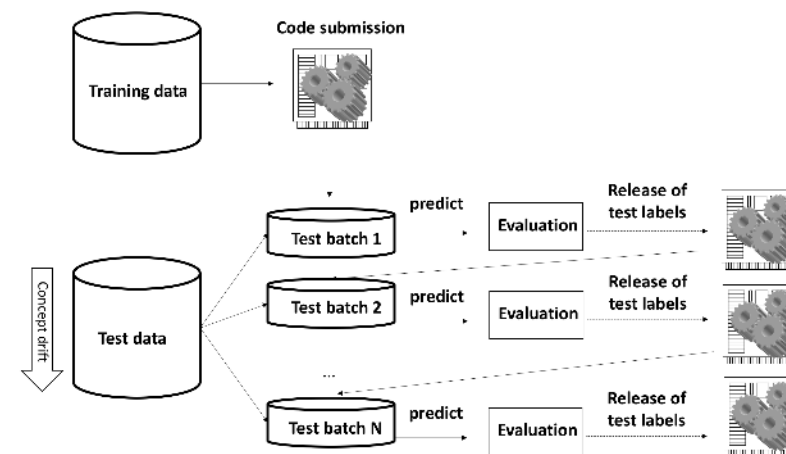 Code submission
Training data
Release of
test labels
predict
Test batch 1
Evaluation
Concept drift
Test data
Release of
test labels
predict
Test batch 2
Evaluation
...
Release of
test labels
predict
Test batch N
Evaluation